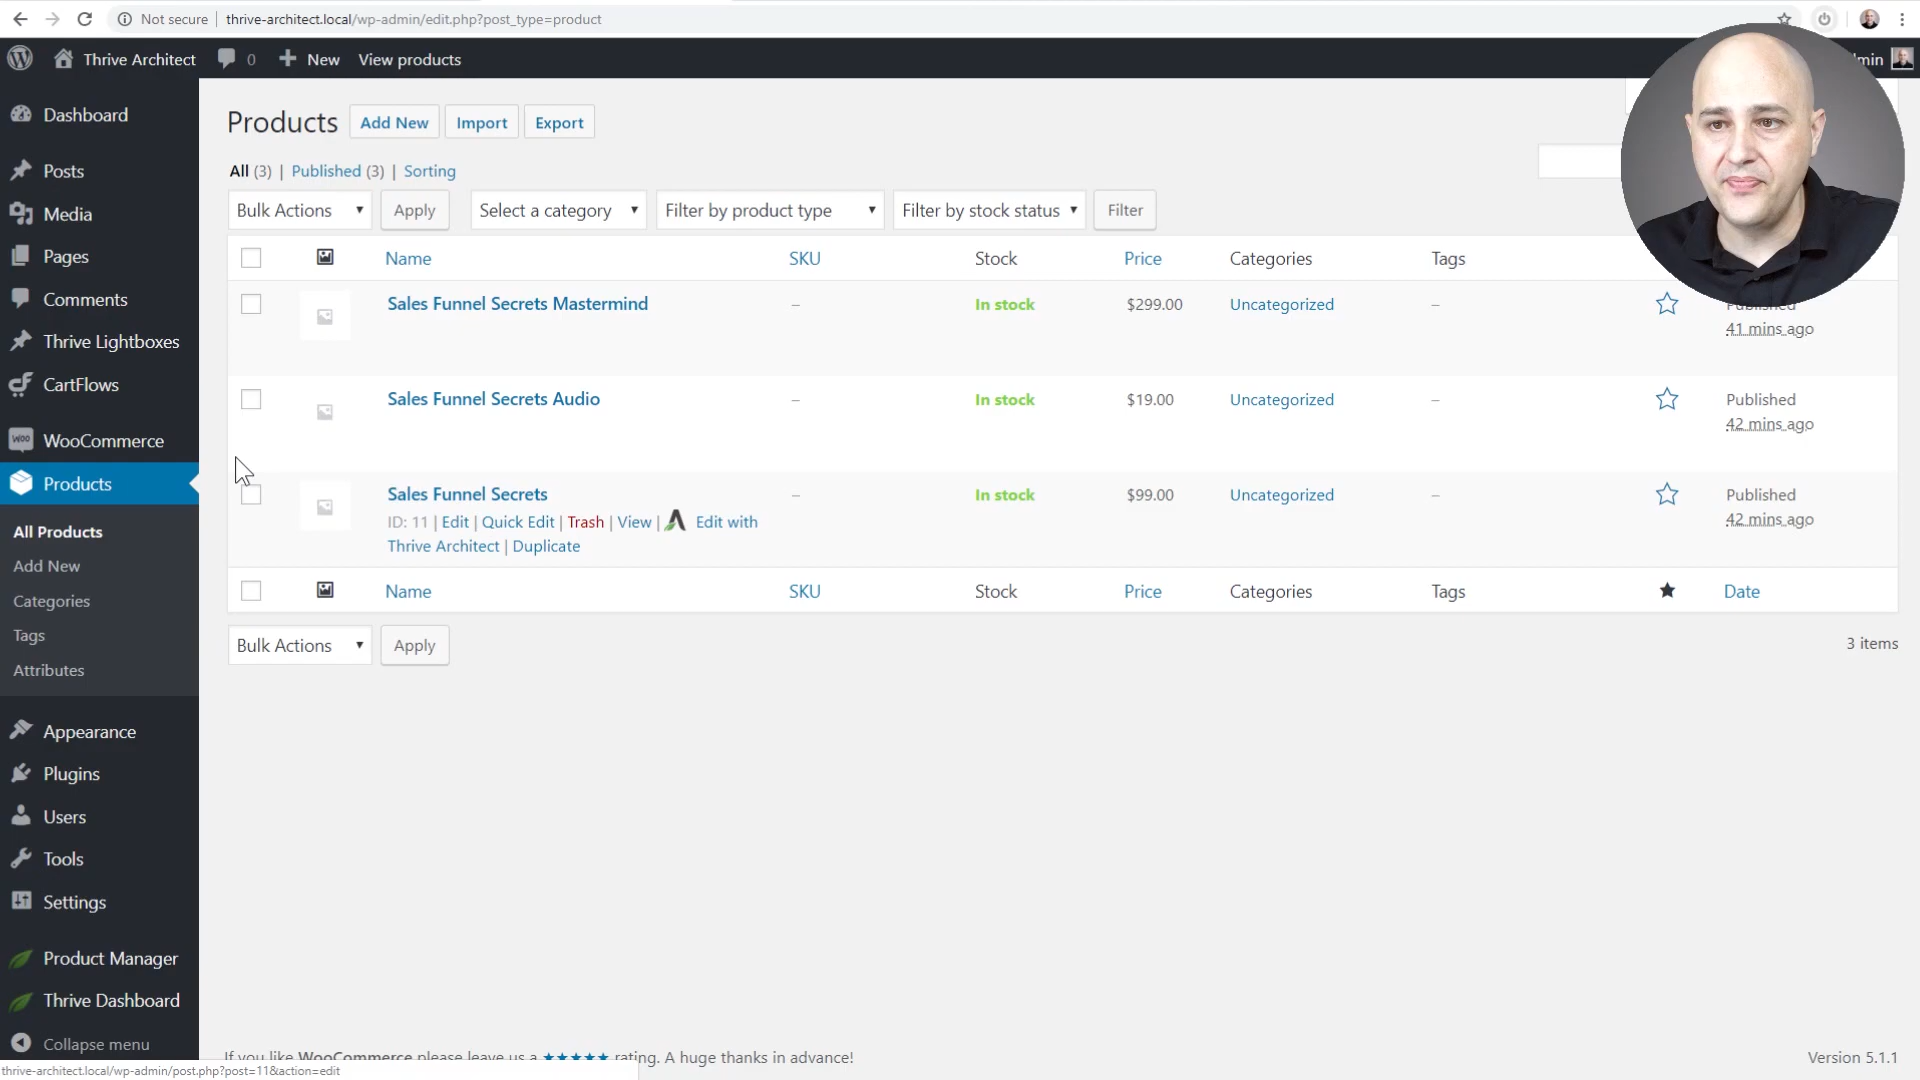 Not secure | thrive-architect.local/wp-admin/edit.php?post_type=product
Thrive Architect 0 New View products
Dashboard
Posts
Media
Pages
Comments
Thrive Lightboxes
CartFlows
WooCommerce
Products
All Products
Add New
Categories
Tags
Attributes
Appearance
Plugins
Users
Tools
Settings
Product Manager
Thrive Dashboard
Collapse menu
Products Add New Import Export
All (3) | Published (3) | Sorting
Bulk Actions Apply Select a category Filter by product type Filter by stock status Filter
Name SKU Stock Price Categories Tags
Sales Funnel Secrets Mastermind – In stock $299.00 Uncategorized – Published
41 mins ago
Sales Funnel Secrets Audio – In stock $19.00 Uncategorized – Published
42 mins ago
Sales Funnel Secrets – In stock $99.00 Uncategorized – Published
ID: 11 | Edit | Quick Edit | Trash | View | Edit with 42 mins ago
Thrive Architect | Duplicate
Name SKU Stock Price Categories Tags Date
Bulk Actions Apply 3 items
If you like WooCommerce please leave us a ★★★★★ rating. A huge thanks in advance! Version 5.1.1
thrive-architect.local/wp-admin/post.php?post=11&action=edit